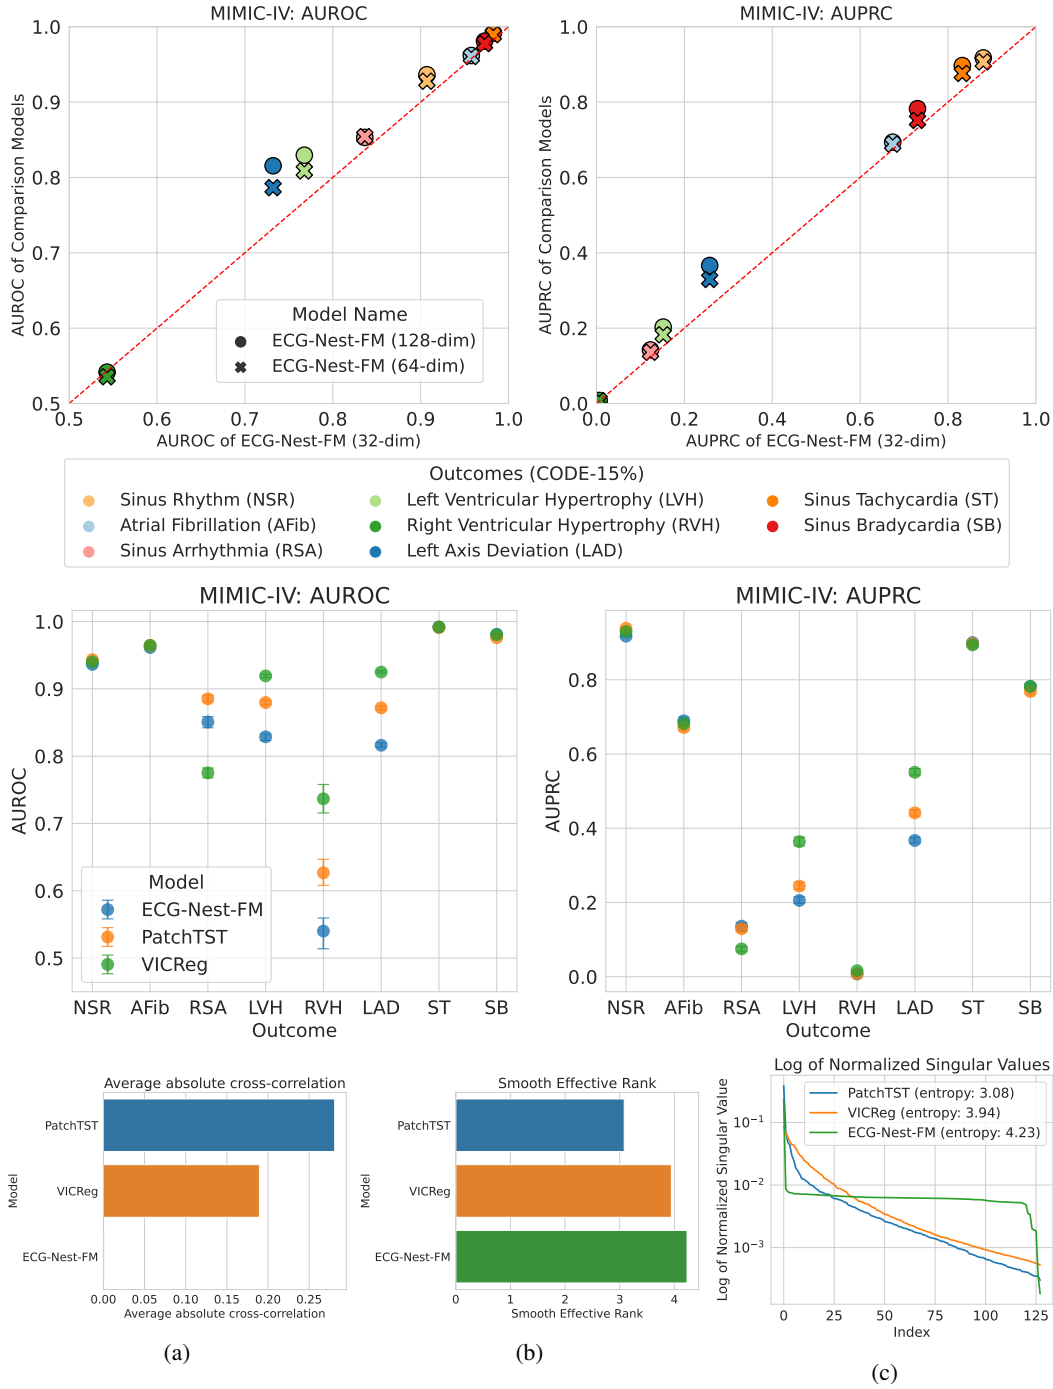 MIMIC-IV: AUROC
AUROC of Comparison Models
1.0
0.9
0.8
0.7
0.6
0.5
0.5
0.6
0.7
0.8
0.9
1.0
AUROC of ECG-Nest-FM (32-dim)
Model Name
ECG-Nest-FM (128-dim)
ECG-Nest-FM (64-dim)
MIMIC-IV: AUPRC
AUPRC of Comparison Models
1.0
0.8
0.6
0.4
0.2
0.0
0.0
0.2
0.4
0.6
0.8
1.0
AUPRC of ECG-Nest-FM (32-dim)
Outcomes (CODE-15%)
Sinus Rhythm (NSR)
Atrial Fibrillation (AFib)
Sinus Arrhythmia (RSA)
Left Ventricular Hypertrophy (LVH)
Right Ventricular Hypertrophy (RVH)
Left Axis Deviation (LAD)
Sinus Tachycardia (ST)
Sinus Bradycardia (SB)
MIMIC-IV: AUROC
AUROC
1.0
0.9
0.8
0.7
0.6
0.5
Model
ECG-Nest-FM
PatchTST
VICReg
NSR
AFib
RSA
LVH
RVH
LAD
ST
SB
Outcome
MIMIC-IV: AUPRC
AUPRC
0.8
0.6
0.4
0.2
0.0
NSR
AFib
RSA
LVH
RVH
LAD
ST
SB
Outcome
Average absolute cross-correlation
Model
PatchTST
VICReg
ECG-Nest-FM
0.00
0.05
0.10
0.15
0.20
0.25
Average absolute cross-correlation
(a)
Smooth Effective Rank
Model
PatchTST
VICReg
ECG-Nest-FM
0
1
2
3
4
Smooth Effective Rank
(b)
Log of Normalized Singular Values
Log of Normalized Singular Value
10⁻¹
10⁻²
10⁻³
PatchTST (entropy: 3.08)
VICReg (entropy: 3.94)
ECG-Nest-FM (entropy: 4.23)
0
25
50
75
100
125
Index
(c)